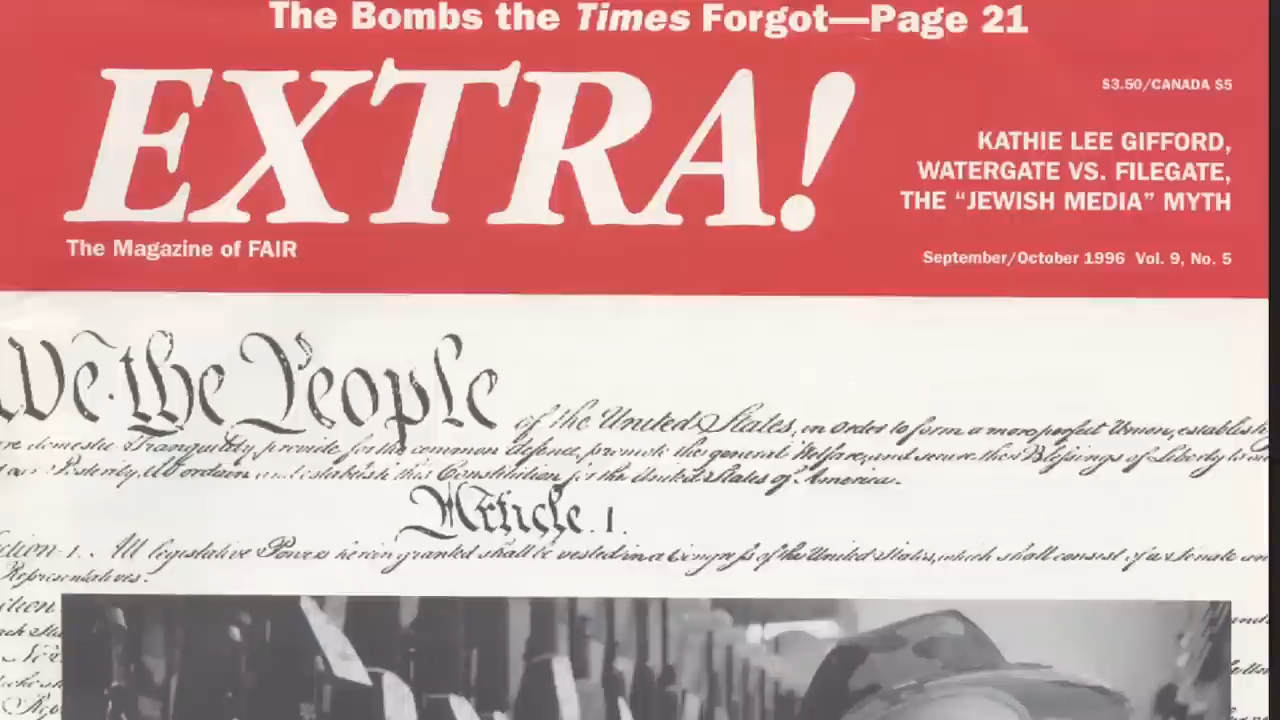 The Bombs the Times Forgot—Page 21
EXTRA!
$3.50/CANADA $5
KATHIE LEE GIFFORD,
WATERGATE VS. FILEGATE,
THE “JEWISH MEDIA” MYTH
The Magazine of FAIR
September/October 1996 Vol. 9, No. 5
We the People
of the United States, in Order to form a more perfect Union, establish
domestic Tranquility, provide for the common defence, promote the general Welfare, and secure the Blessings of Liberty to
our Posterity, do ordain and establish this Constitution for the United States of America.
Article. I.
Section. 1. All legislative Powers herein granted shall be vested in a Congress of the United States, which shall consist of a Senate
Representatives.